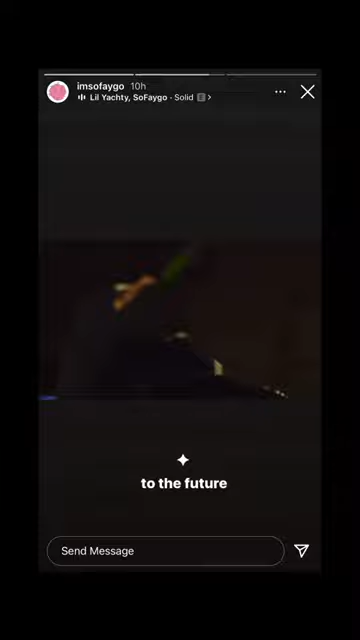 imsofaygo 10h
Lil Yachty, SoFaygo · Solid E >
to the future
Send Message